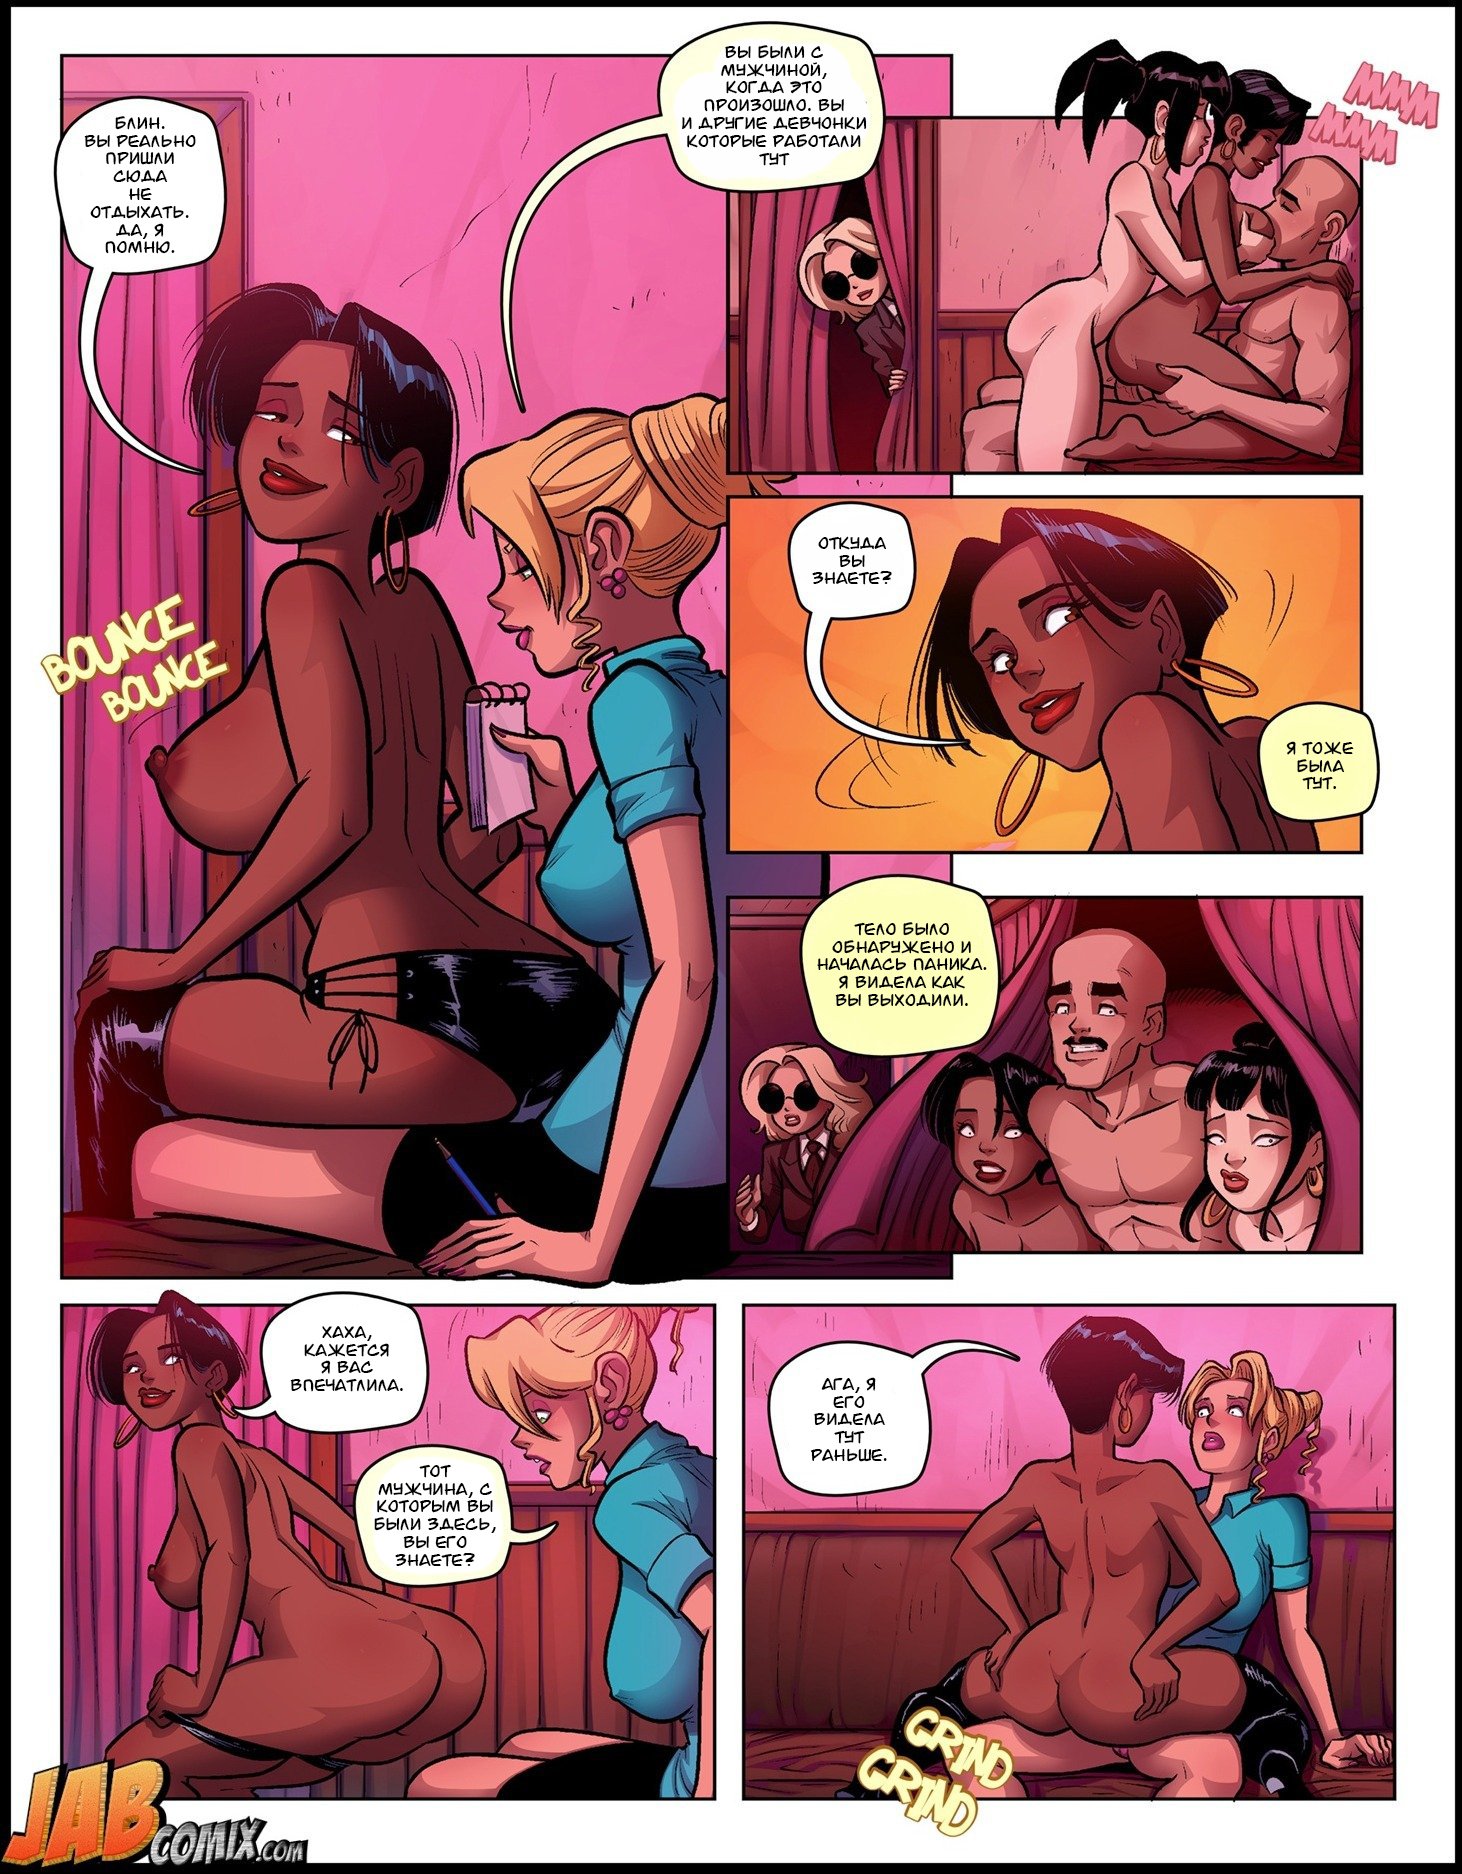 БЛИН.
ВЫ РЕАЛЬНО
ПРИШЛИ
СЮДА
НЕ
ОТДЫХАТЬ.
ДА, Я
ПОМНЮ.
ВЫ БЫЛИ С
МУЖЧИНОЙ,
КОГДА ЭТО
ПРОИЗОШЛО. ВЫ
И ДРУГИЕ ДЕВЧОНКИ
КОТОРЫЕ РАБОТАЛИ
ТУТ
MMM
MMM
BOUNCE
BOUNCE
ОТКУДА
ВЫ
ЗНАЕТЕ?
Я ТОЖЕ
БЫЛА
ТУТ.
ТЕЛО БЫЛО
ОБНАРУЖЕНО И
НАЧАЛАСЬ ПАНИКА.
Я ВИДЕЛА КАК
ВЫ ВЫХОДИЛИ.
ХАХА,
КАЖЕТСЯ
Я ВАС
ВПЕЧАТЛИЛА.
ТОТ
МУЖЧИНА, С
КОТОРЫМ ВЫ
БЫЛИ ЗДЕСЬ,
ВЫ ЕГО
ЗНАЕТЕ?
АГА, Я
ЕГО
ВИДЕЛА
ТУТ
РАНЬШЕ.
GRIND
GRIND
JAB
COMIX.COM